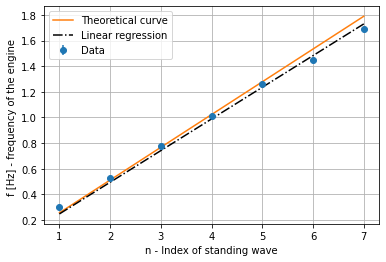 Theoretical curve
Linear regression
Data
1.8
1.6
1.4
1.2
1.0
0.8
0.6
0.4
0.2
f [Hz] - frequency of the engine
1 2 3 4 5 6 7
n - Index of standing wave